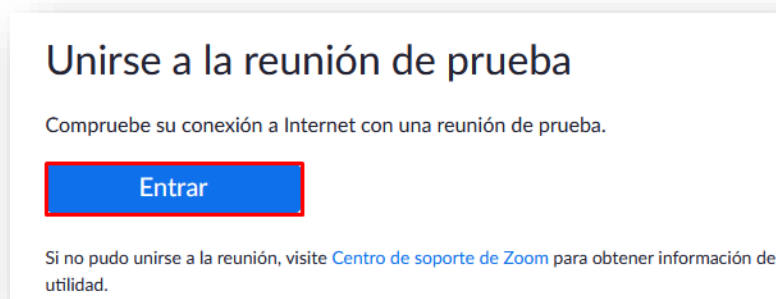 Unirse a la reunión de prueba
Compruebe su conexión a Internet con una reunión de prueba.
Entrar
Si no pudo unirse a la reunión, visite Centro de soporte de Zoom para obtener información de
utilidad.